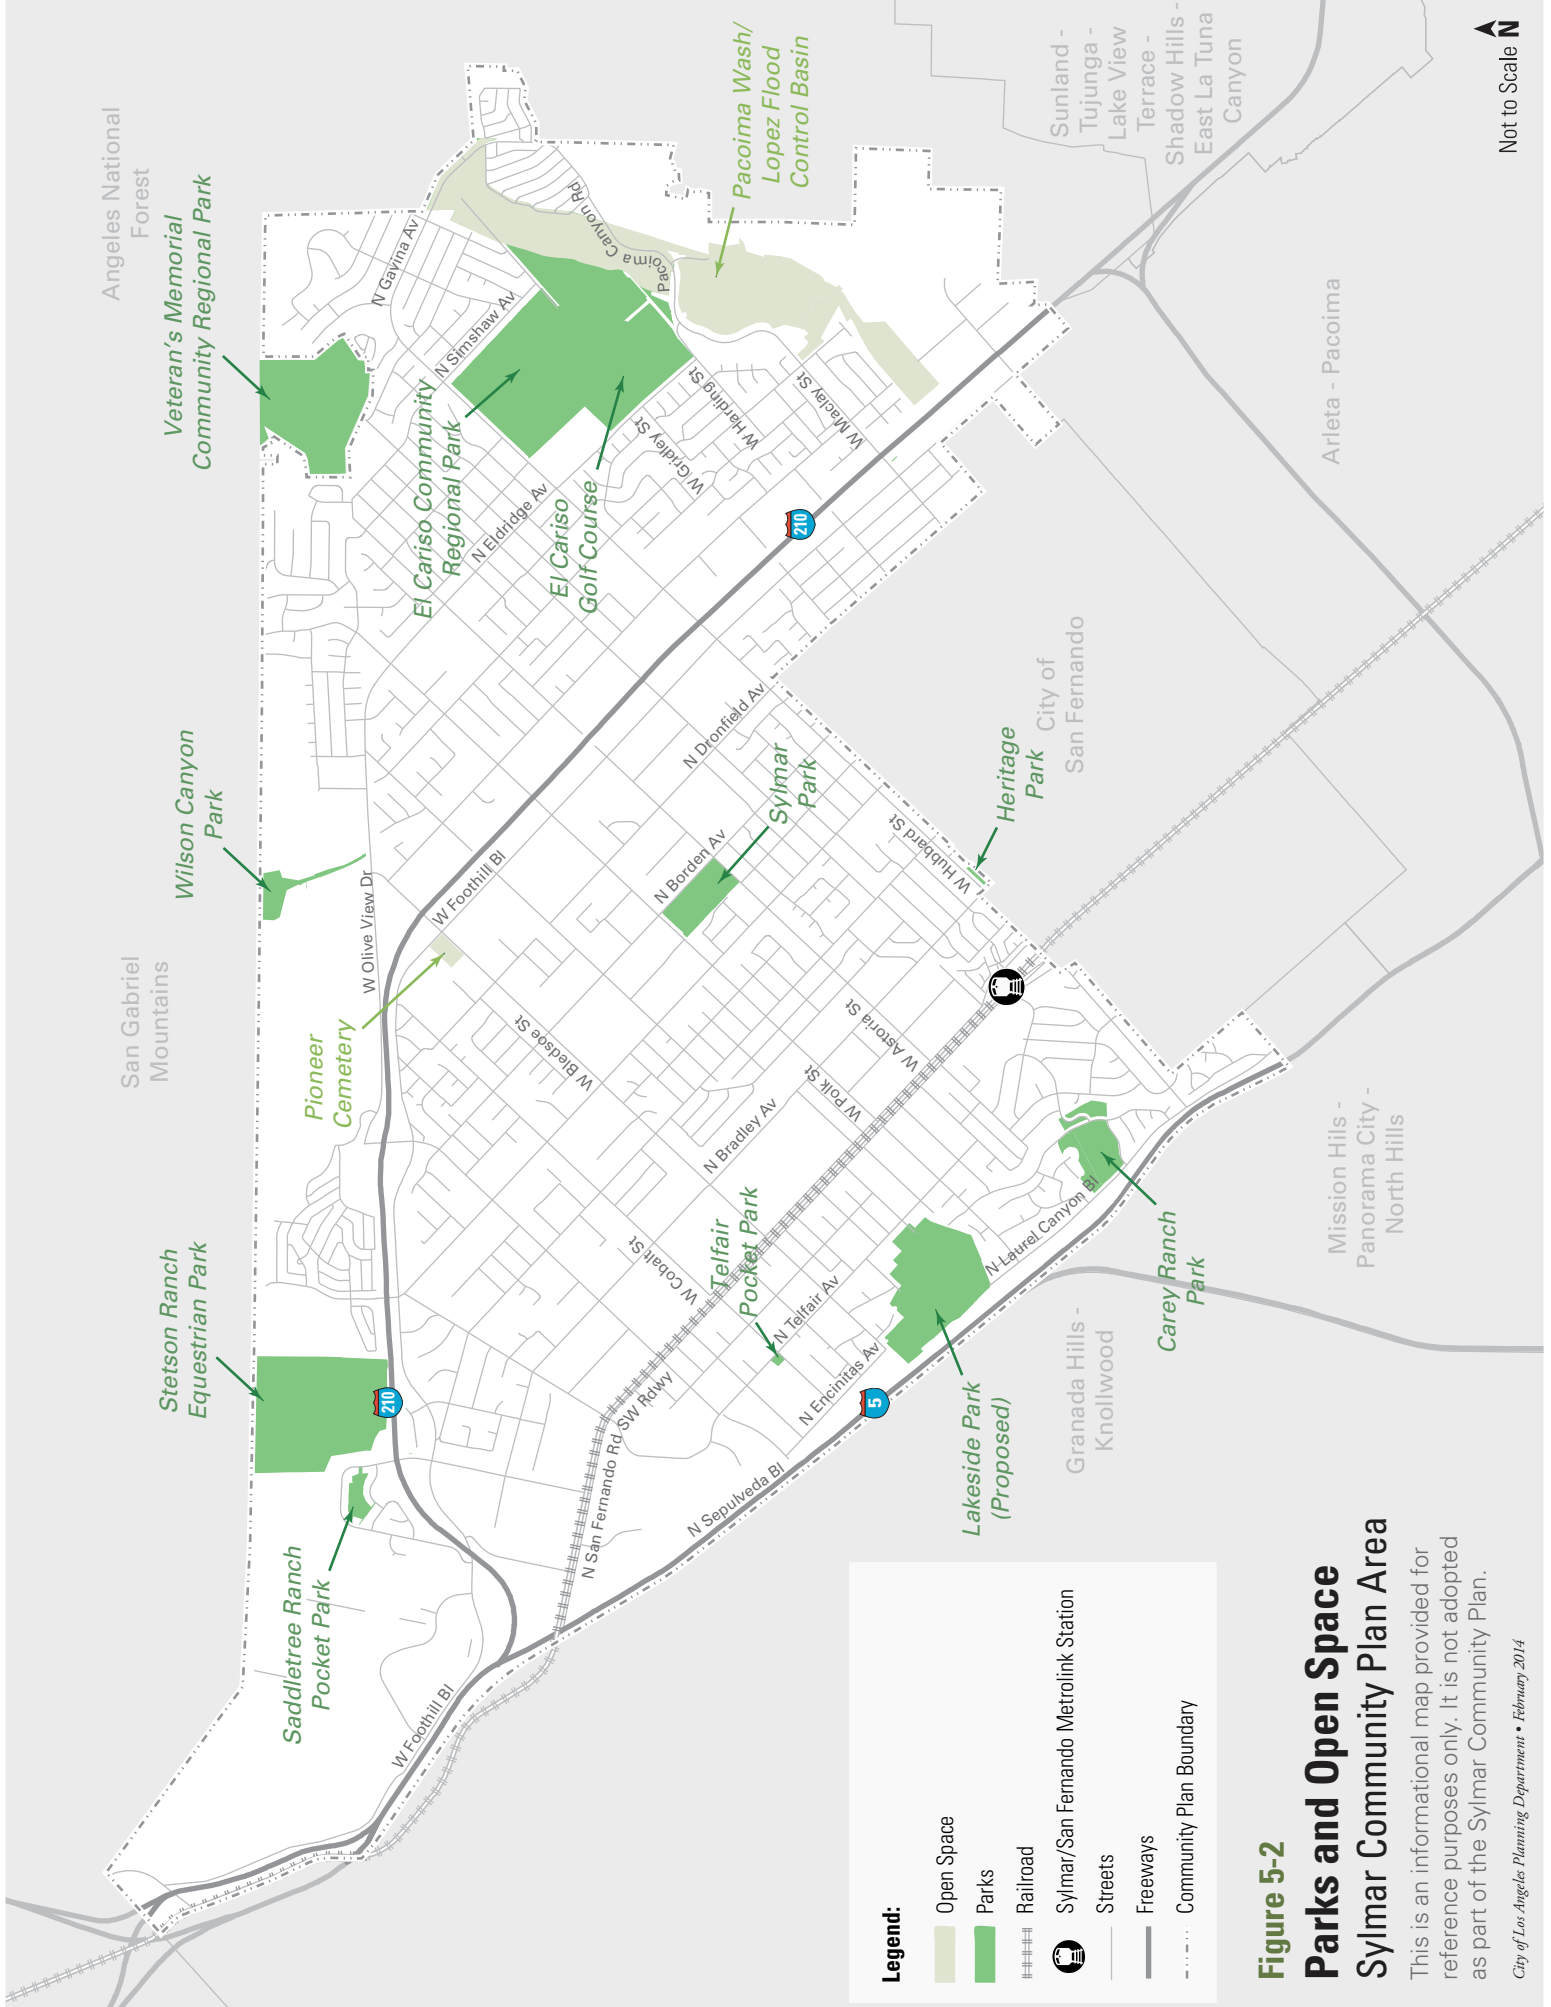 Angeles National
Forest
Veteran's Memorial
Community Regional Park
Pacoima Wash/
Lopez Flood
Control Basin
Sunland -
Tujunga -
Lake View
Terrace -
Shadow Hills -
East La Tuna
Canyon
N
Not to Scale
N Gavina Av
N Simshaw Av
Pacoima Canyon Rd
El Cariso Community
Regional Park
El Cariso
Golf Course
N Eldridge Av
W Gridley St
W Harding St
W Maclay St
210
Arleta - Pacoima
City of
San Fernando
Wilson Canyon
Park
San Gabriel
Mountains
W Olive View Dr
W Foothill Bl
Pioneer
Cemetery
N Dronfield Av
Sylmar
Park
N Borden Av
W Hubbard St
Heritage
Park
W Bledsoe St
W Astoria St
W Polk St
N Bradley Av
W Cobalt St
Telfair
Pocket Park
N Telfair Av
N Encinitas Av
N Laurel Canyon Bl
Carey Ranch
Park
Mission Hils -
Panorama City -
North Hills
Granada Hills -
Knollwood
Lakeside Park
(Proposed)
5
Stetson Ranch
Equestrian Park
210
Saddletree Ranch
Pocket Park
N San Fernando Rd
SW Rdwy
N Sepulveda Bl
W Foothill Bl
Legend:
Open Space
Parks
Railroad
Sylmar/San Fernando Metrolink Station
Streets
Freeways
Community Plan Boundary
Figure 5-2
Parks and Open Space
Sylmar Community Plan Area
This is an informational map provided for
reference purposes only. It is not adopted
as part of the Sylmar Community Plan.
City of Los Angeles Planning Department • February 2014